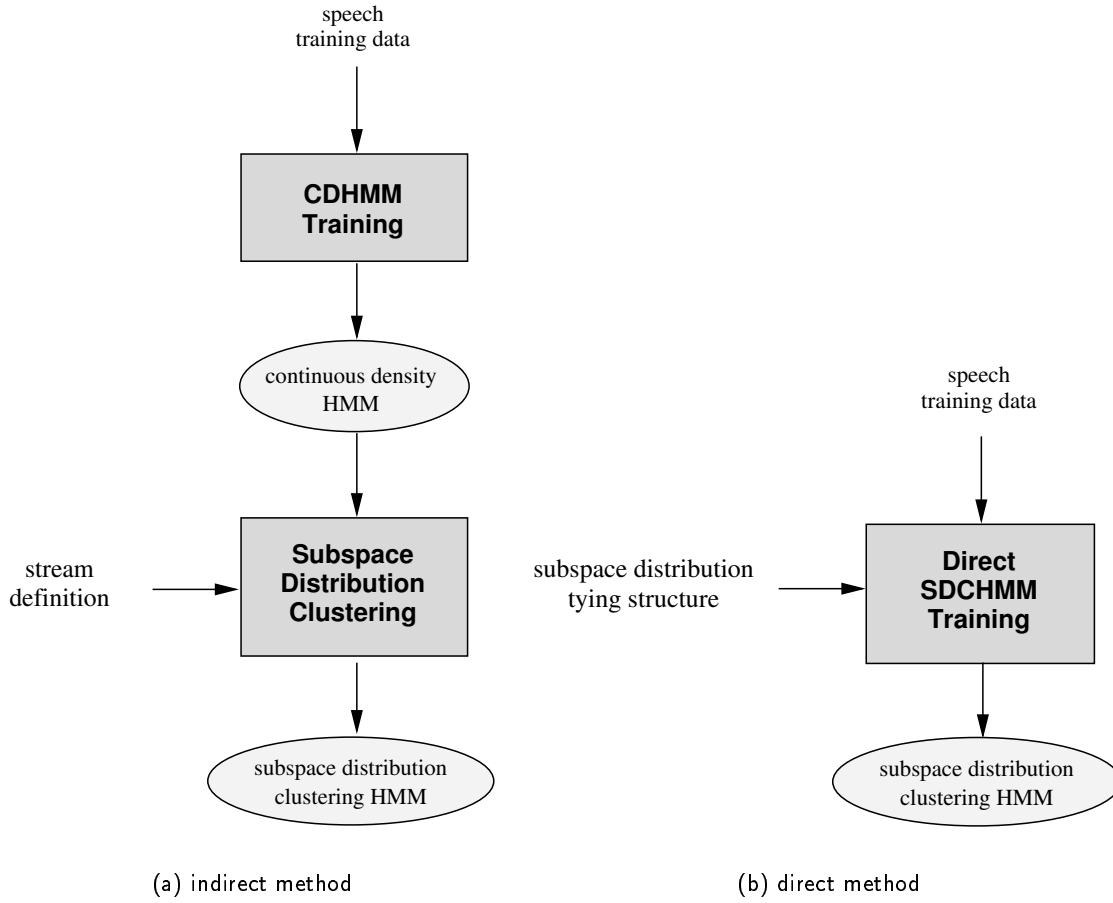 speech
training data
CDHMM
Training
continuous density
HMM
stream
definition
Subspace
Distribution
Clustering
subspace distribution
clustering HMM
(a) indirect method
speech
training data
subspace distribution
tying structure
Direct
SDCHMM
Training
subspace distribution
clustering HMM
(b) direct method